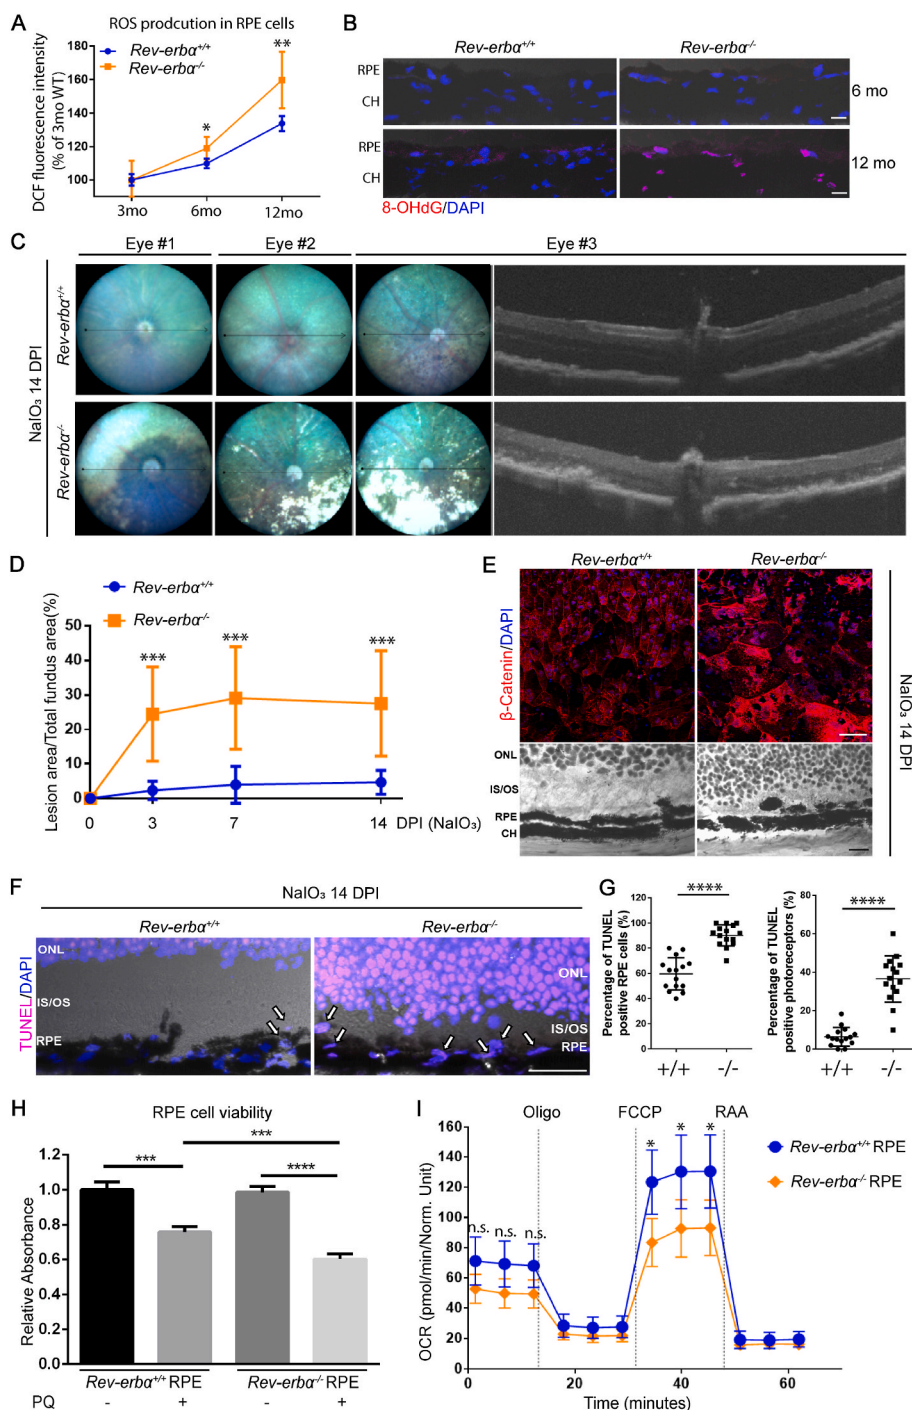 A
ROS prodcution in RPE cells
DCF fluorescence intensity
(% of 3mo WT)
Rev-erbα+/+
Rev-erbα-/-
**
*
160
140
120
100
3mo
6mo
12mo
B
Rev-erbα+/+
Rev-erbα-/-
RPE
CH
6 mo
RPE
CH
12 mo
8-OHdG/DAPI
C
Eye #1
Eye #2
Eye #3
NaIO₃ 14 DPI
Rev-erbα+/+
Rev-erbα-/-
D
Rev-erbα+/+
Rev-erbα-/-
Lesion area/Total fundus area(%)
50
40
30
20
10
0
***
***
***
0
3
7
14
DPI (NaIO₃)
E
Rev-erbα+/+
Rev-erbα-/-
β-Catenin/DAPI
NaIO₃ 14 DPI
ONL
IS/OS
RPE
CH
F
NaIO₃ 14 DPI
Rev-erbα+/+
Rev-erbα-/-
TUNEL/DAPI
ONL
IS/OS
RPE
ONL
IS/OS
RPE
G
Percentage of TUNEL
positive RPE cells (%)
120
100
80
60
40
20
0
****
+/+
-/-
Percentage of TUNEL
positive photoreceptors (%)
80
60
40
20
0
****
+/+
-/-
H
RPE cell viability
Relative Absorbance
1.2
1.0
0.8
0.6
0.4
0.2
0.0
***
***
****
Rev-erbα+/+ RPE
Rev-erbα-/- RPE
PQ
-
+
-
+
I
Oligo
FCCP
RAA
OCR (pmol/min/Norm. Unit)
160
140
120
100
80
60
40
20
0
n.s.
n.s.
n.s.
*
*
*
Rev-erbα+/+ RPE
Rev-erbα-/- RPE
20
40
60
Time (minutes)